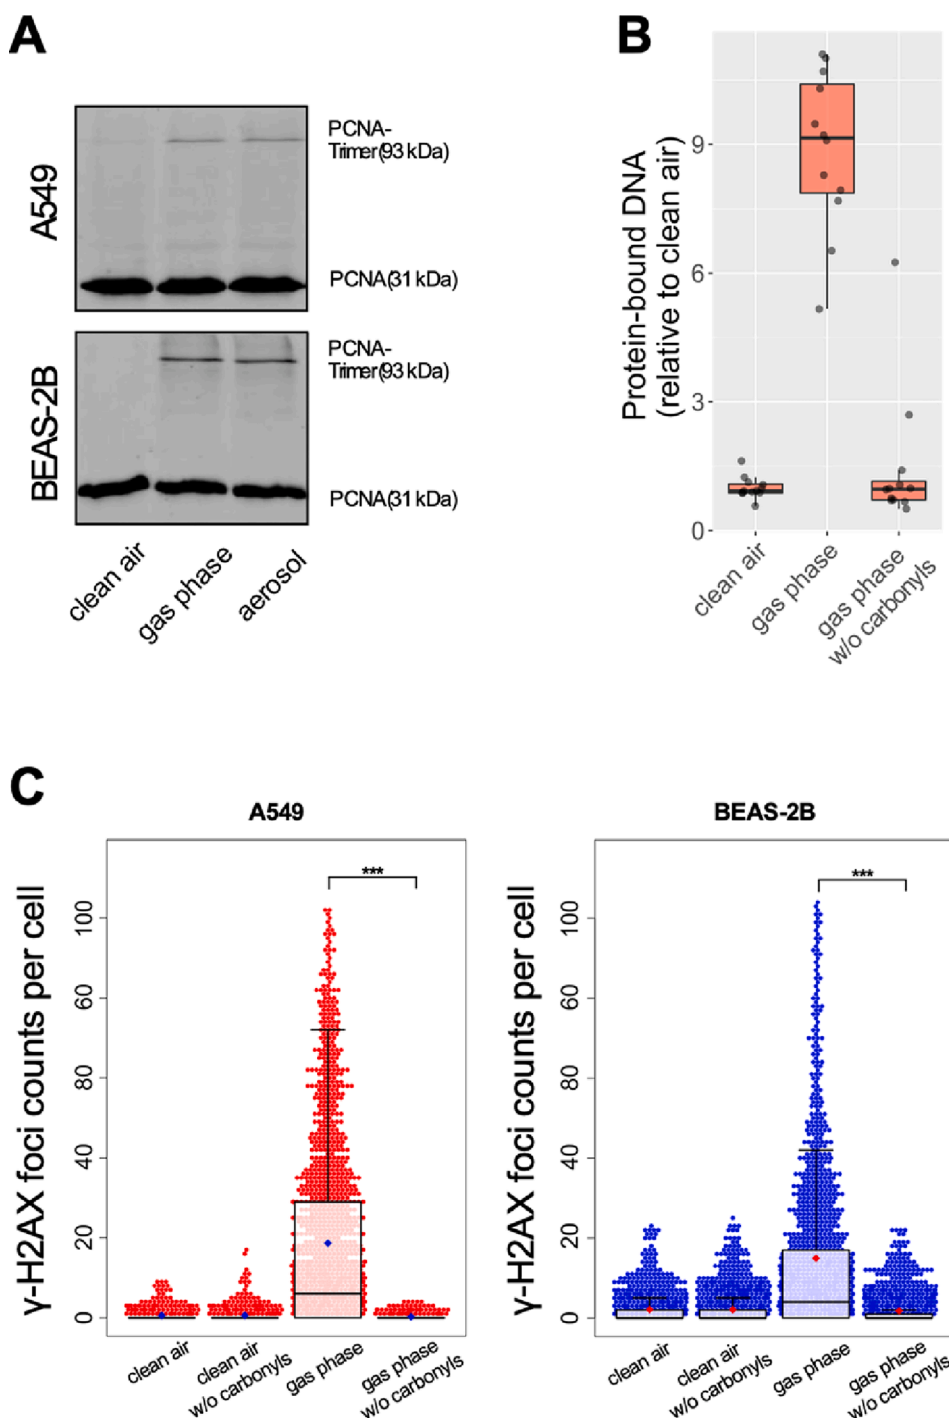 A
A549
PCNA-
Trimer(93 kDa)
PCNA(31 kDa)
BEAS-2B
PCNA-
Trimer(93 kDa)
PCNA(31 kDa)
clean air
gas phase
aerosol
B
Protein-bound DNA
(relative to clean air)
9
6
3
0
clean air
gas phase
gas phase
w/o carbonyls
C
A549
γ-H2AX foci counts per cell
100
60
80
40
20
0
***
clean air
clean air
w/o carbonyls
gas phase
gas phase
w/o carbonyls
BEAS-2B
γ-H2AX foci counts per cell
100
60
80
40
20
0
***
clean air
clean air
w/o carbonyls
gas phase
gas phase
w/o carbonyls